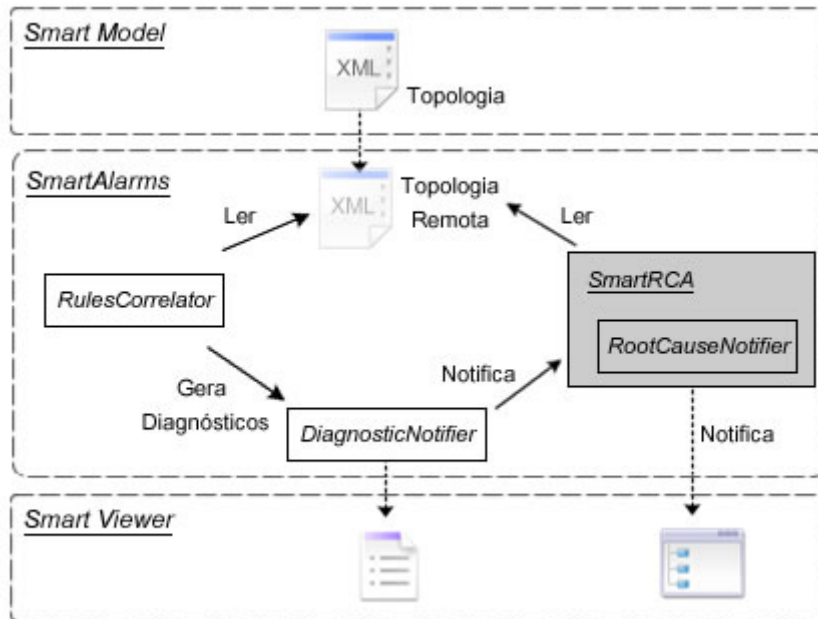 Smart Model
XML
Topologia
SmartAlarms
XML
Topologia
Remota
Ler
Ler
RulesCorrelator
SmartRCA
RootCauseNotifier
Gera
Diagnósticos
Notifica
DiagnosticNotifier
Notifica
Smart Viewer